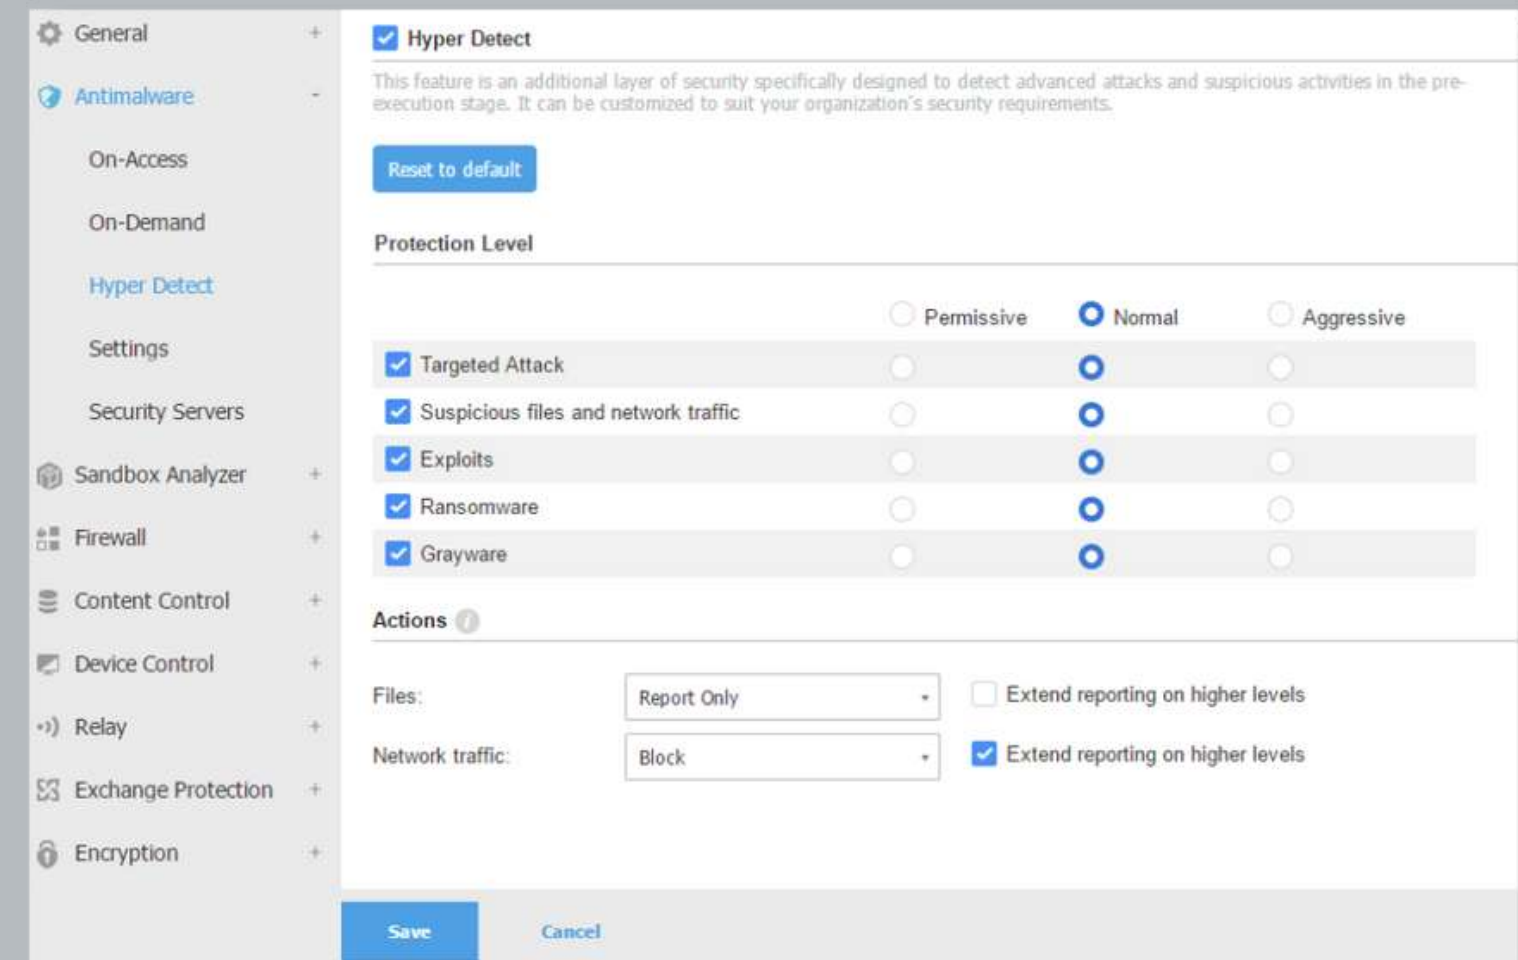 General +
Antimalware -
On-Access
On-Demand
Hyper Detect
Settings
Security Servers
Sandbox Analyzer +
Firewall +
Content Control +
Device Control +
Relay +
Exchange Protection +
Encryption +
Hyper Detect
This feature is an additional layer of security specifically designed to detect advanced attacks and suspicious activities in the pre-
execution stage. It can be customized to suit your organization's security requirements.
Reset to default
Protection Level
Permissive Normal Aggressive
Targeted Attack
Suspicious files and network traffic
Exploits
Ransomware
Grayware
Actions i
Files: Report Only Extend reporting on higher levels
Network traffic: Block Extend reporting on higher levels
Save Cancel